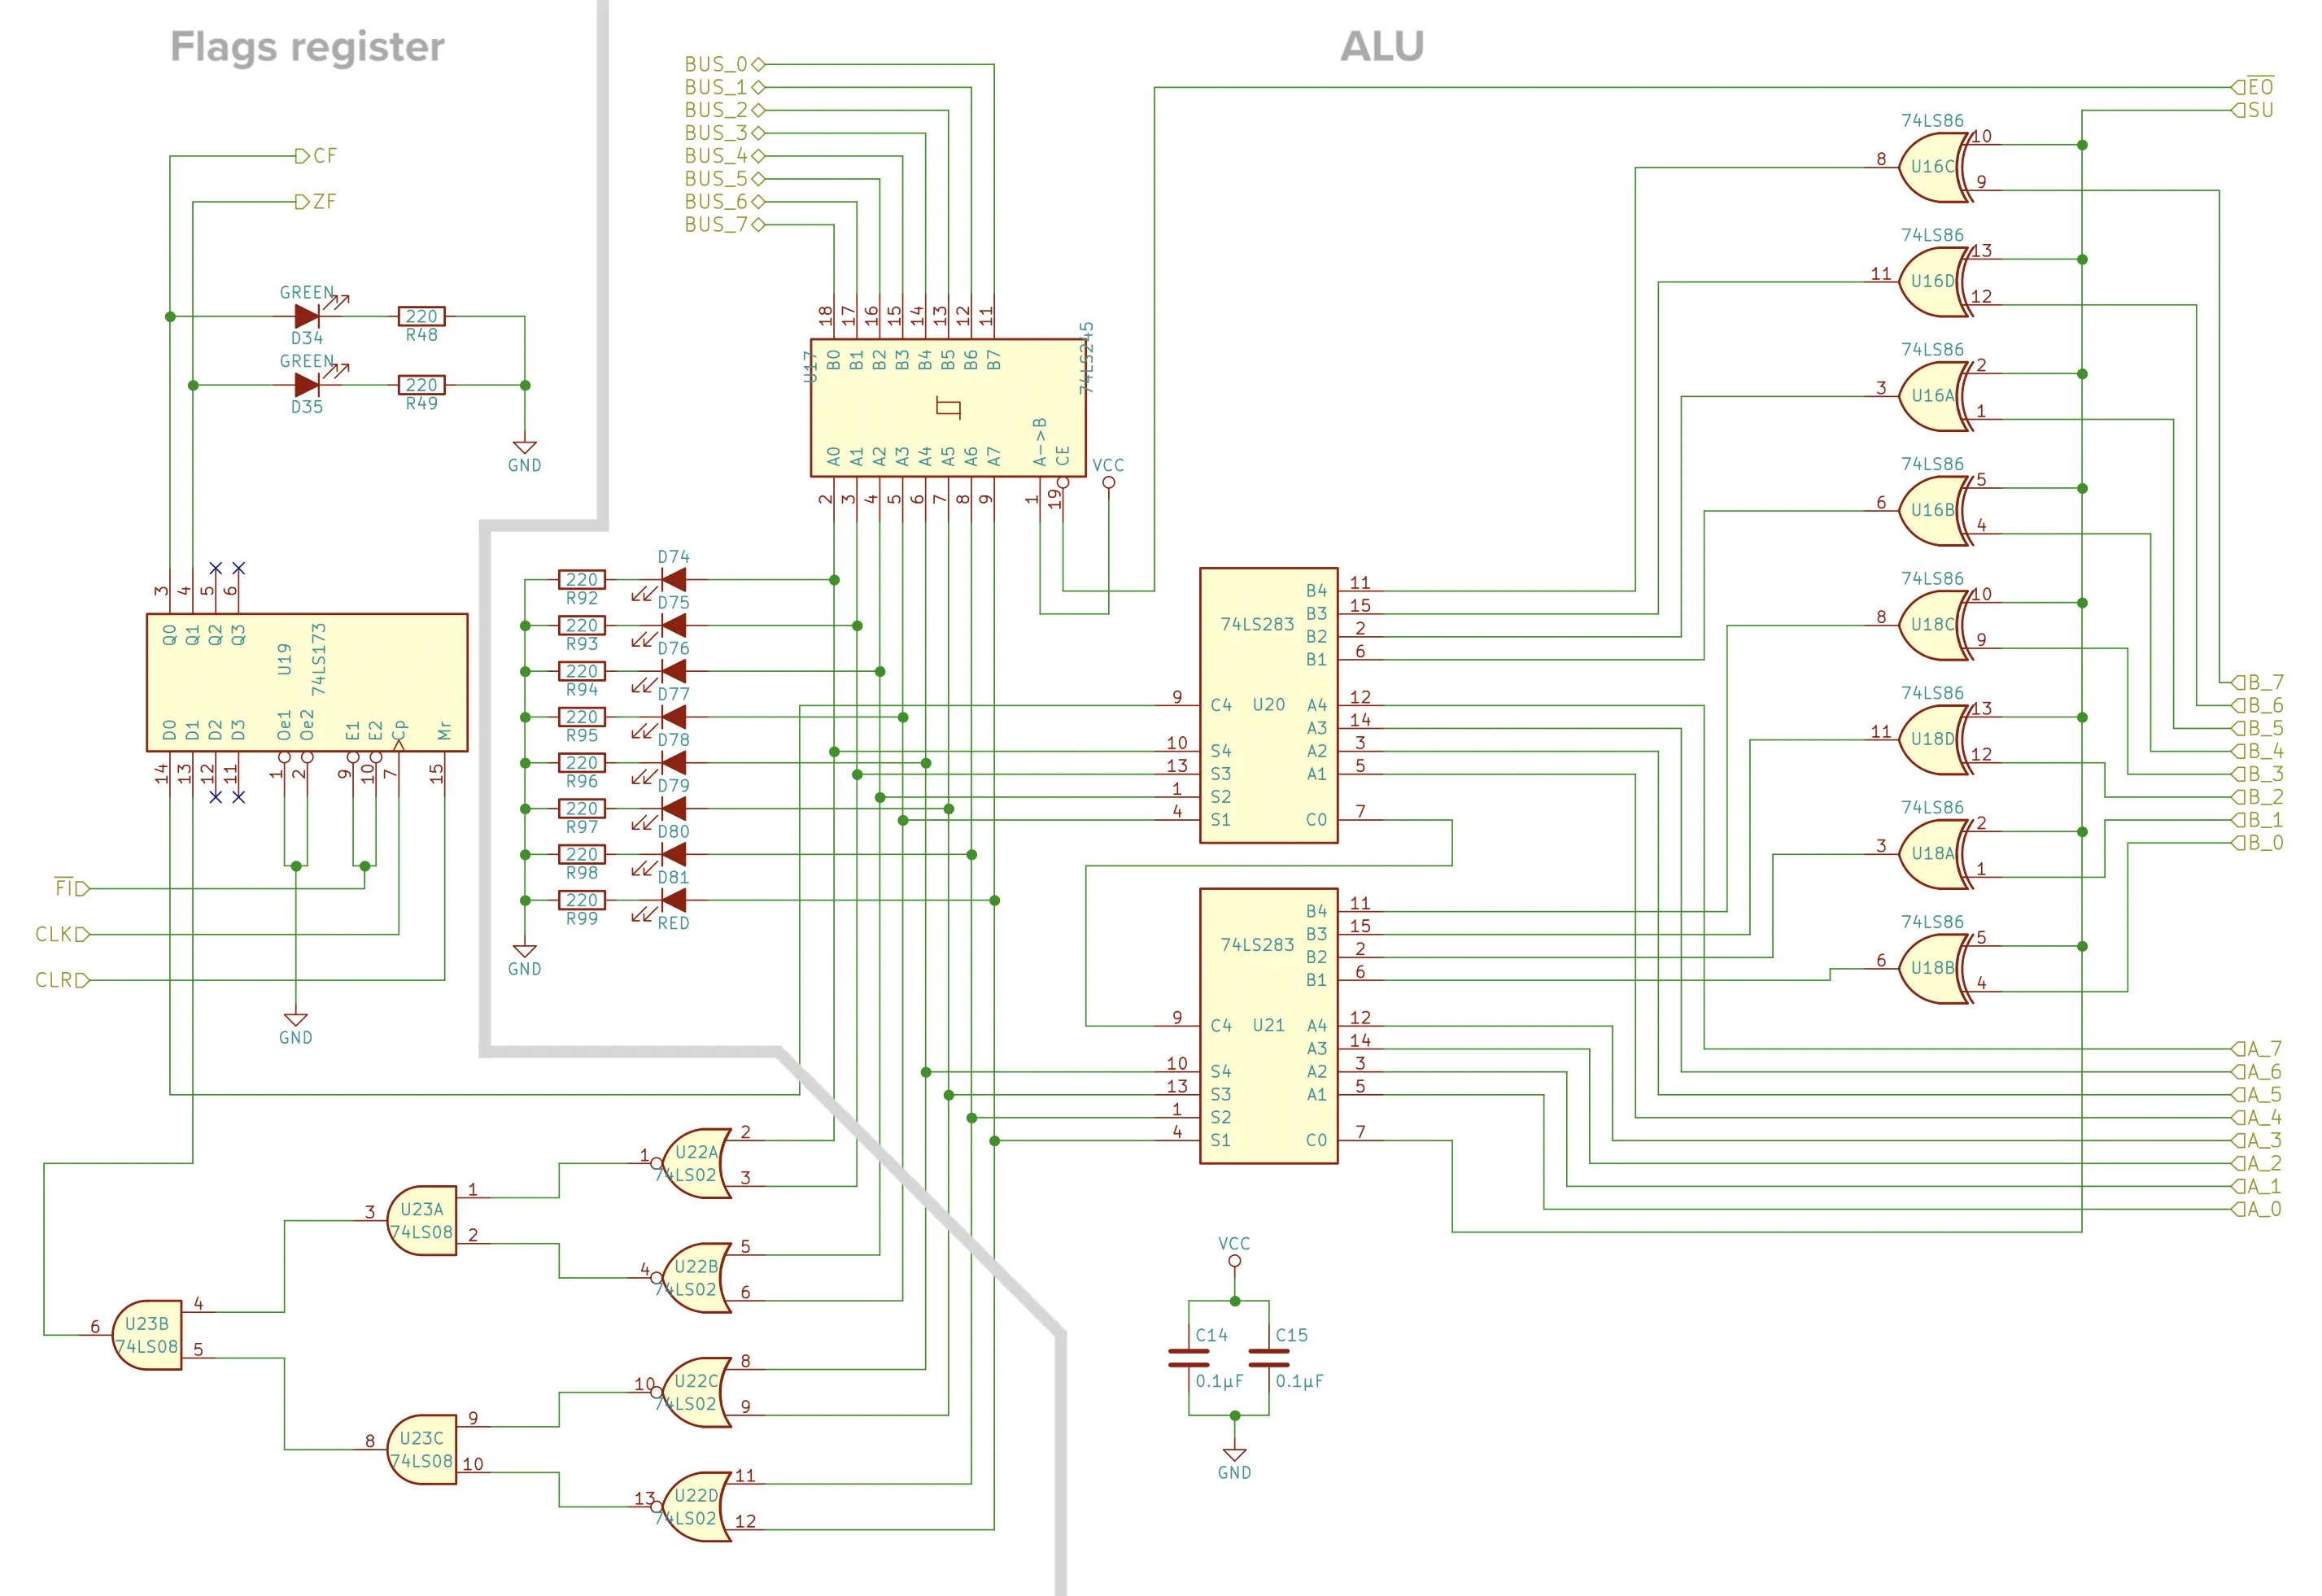 Flags register
ALU
BUS_0
BUS_1
BUS_2
BUS_3
BUS_4
BUS_5
BUS_6
BUS_7
EO
SU
CF
ZF
GREEN
D34
220
R48
GREEN
D35
220
R49
GND
18 17 16 15 14 13 12 11
B0 B1 B2 B3 B4 B5 B6 B7
U17
74LS245
A0 A1 A2 A3 A4 A5 A6 A7 A->B CE
2 3 4 5 6 7 8 9 1 19
VCC
3 4 5 6
Q0 Q1 Q2 Q3
U19
74LS173
D0 D1 D2 D3 Oe1 Oe2 E1 E2 Cp Mr
14 13 12 11 1 2 9 10 7 15
FI
CLK
CLR
GND
D74
220
R92
D75
220
R93
D76
220
R94
D77
220
R95
D78
220
R96
D79
220
R97
D80
220
R98
D81
220
R99
RED
GND
74LS283
U20
B4 11
B3 15
B2 2
B1 6
9 C4
A4 12
A3 14
10 S4 A2 3
13 S3 A1 5
1 S2
4 S1 C0 7
74LS283
U21
B4 11
B3 15
B2 2
B1 6
9 C4
A4 12
A3 14
10 S4 A2 3
13 S3 A1 5
1 S2
4 S1 C0 7
74LS86
8 U16C 10
9
74LS86
11 U16D 13
12
74LS86
3 U16A 2
1
74LS86
6 U16B 5
4
74LS86
8 U18C 10
9
74LS86
11 U18D 13
12
74LS86
3 U18A 2
1
74LS86
6 U18B 5
4
B_7
B_6
B_5
B_4
B_3
B_2
B_1
B_0
A_7
A_6
A_5
A_4
A_3
A_2
A_1
A_0
1 U22A 2
74LS02 3
4 U22B 5
74LS02 6
10 U22C 8
74LS02 9
13 U22D 11
74LS02 12
3 U23A 1
74LS08 2
6 U23B 4
74LS08 5
8 U23C 9
74LS08 10
VCC
C14
0.1µF
C15
0.1µF
GND